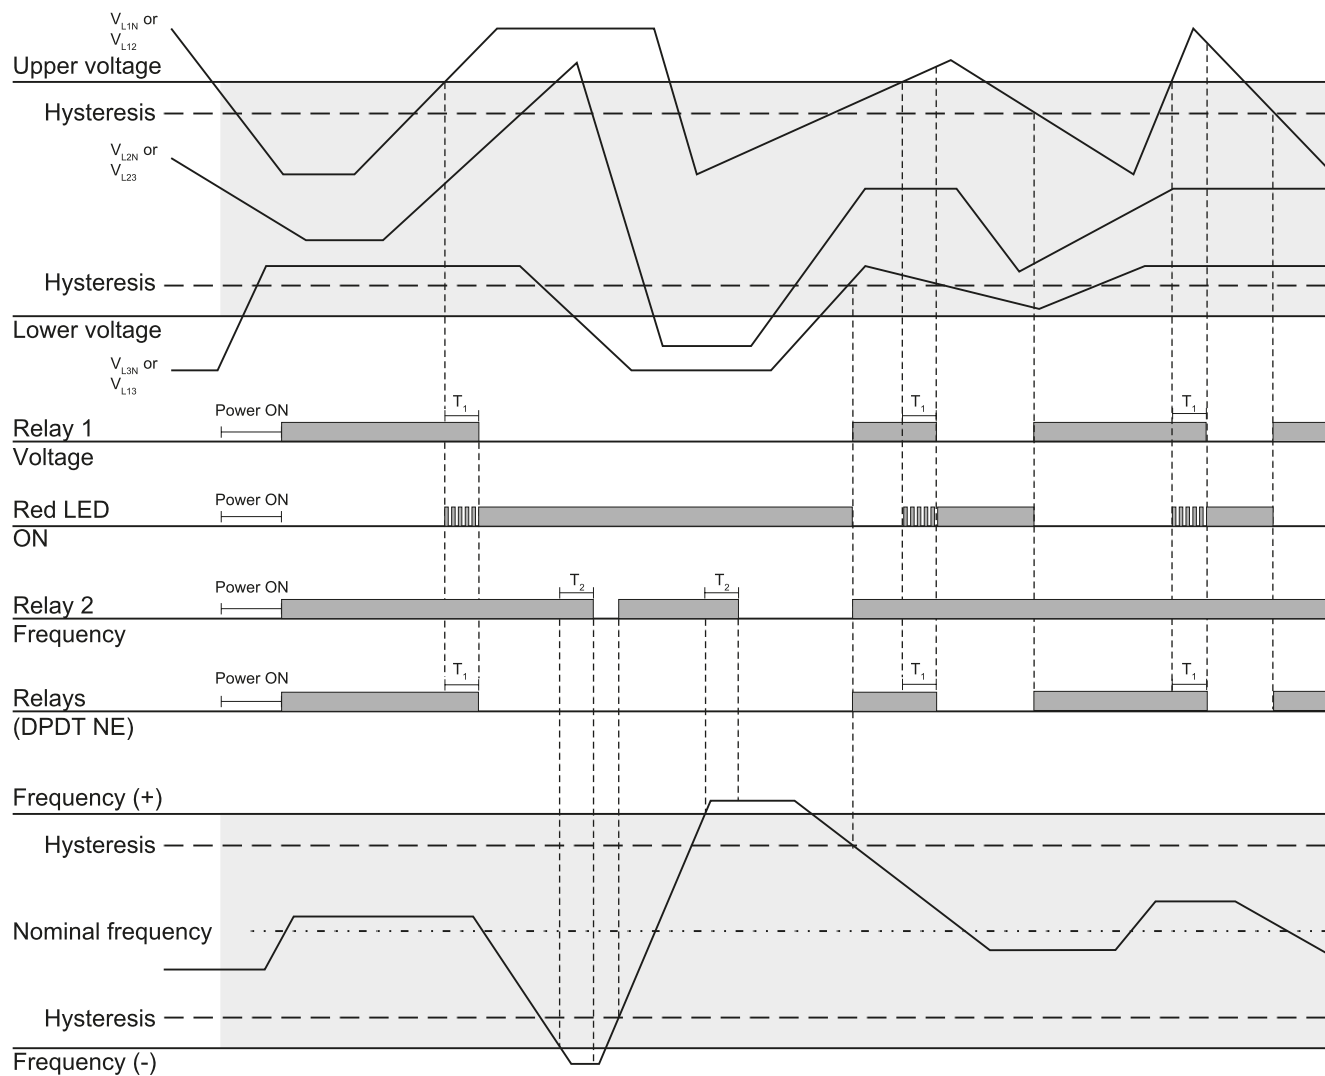 V L1N or
V L12
Upper voltage
Hysteresis
V L2N or
V L23
Hysteresis
Lower voltage
V L3N or
V L13
Power ON
T1
T1
T1
Relay 1
Voltage
Power ON
Red LED
ON
Power ON
T2
T2
Relay 2
Frequency
Power ON
T1
T1
T1
Relays
(DPDT NE)
Frequency (+)
Hysteresis
Nominal frequency
Hysteresis
Frequency (-)